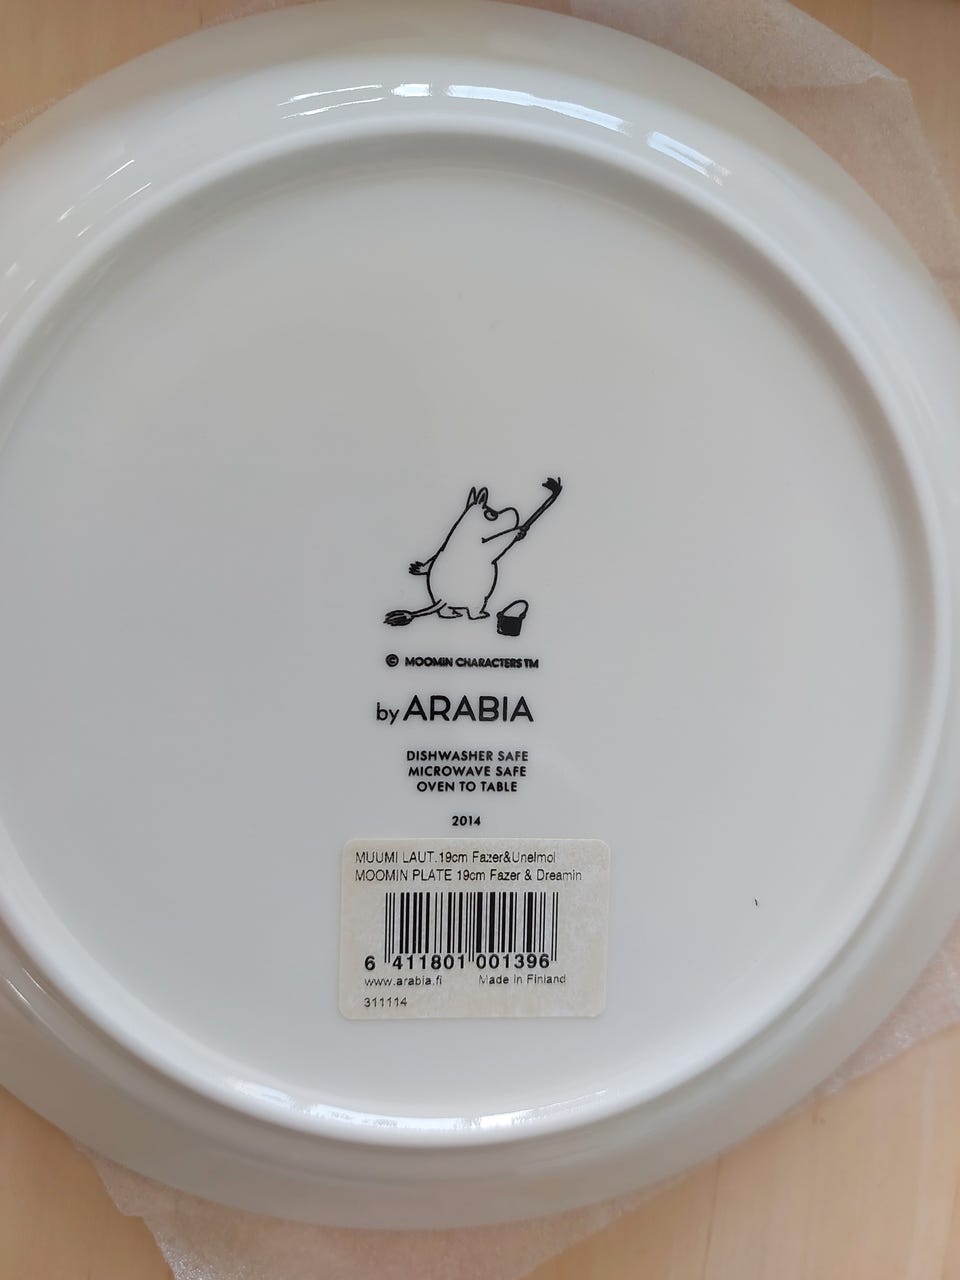 © MOOMIN CHARACTERS TM
by ARABIA
DISHWASHER SAFE
MICROWAVE SAFE
OVEN TO TABLE
2014
MUUMI LAUT.19cm Fazer&Unelmoi
MOOMIN PLATE 19cm Fazer & Dreamin
6 411801 001396
www.arabia.fi Made in Finland
311114